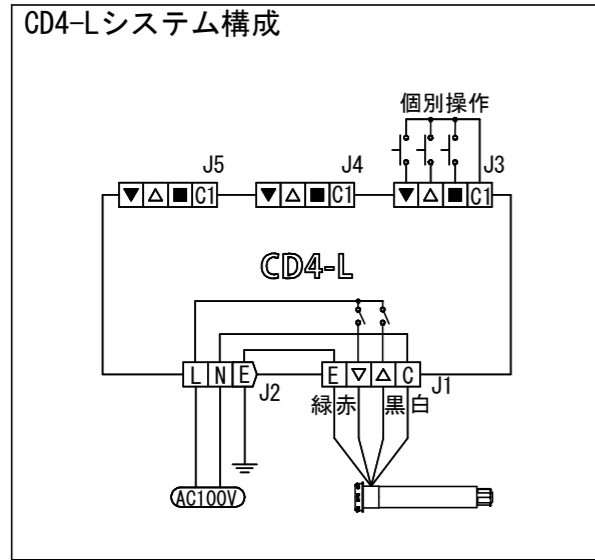 CD4-Lシステム構成
個別操作
J5 J4 J3
▼ △ ■ C1 ▼ △ ■ C1 ▼ △ ■ C1
CD4-L
L N E E ▽ △ C
J2 J1
緑 赤 黒 白
AC100V